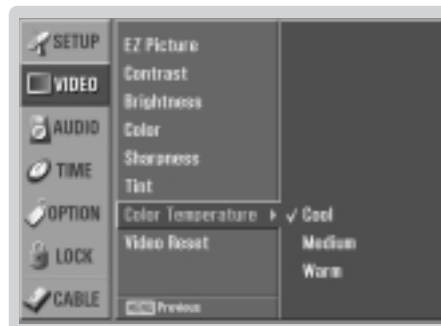 SETUP
VIDEO
AUDIO
TIME
OPTION
LOCK
CABLE
EZ Picture
Contrast
Brightness
Color
Sharpness
Tint
Color Temperature ▸
Video Reset
Previous
✓ Cool
Medium
Warm